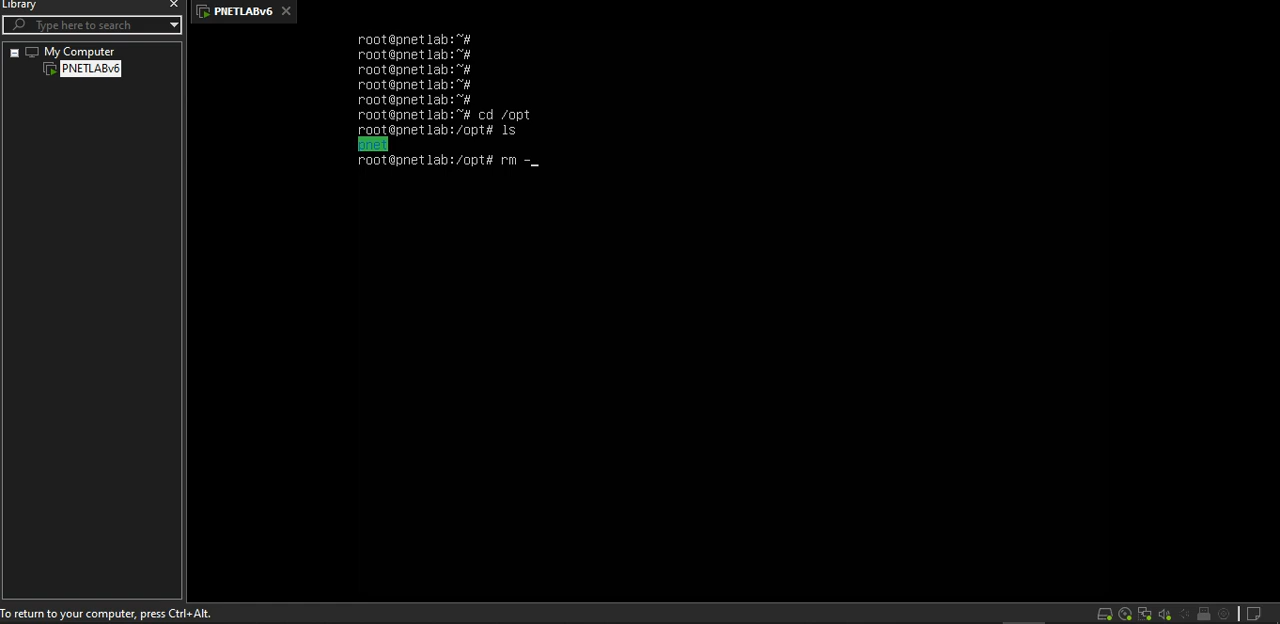 Library
PNETLABv6
Type here to search
My Computer
PNETLABv6
root@pnetlab:~#
root@pnetlab:~#
root@pnetlab:~#
root@pnetlab:~#
root@pnetlab:~#
root@pnetlab:~# cd /opt
root@pnetlab:/opt# ls
pnet
root@pnetlab:/opt# rm -_
To return to your computer, press Ctrl+Alt.